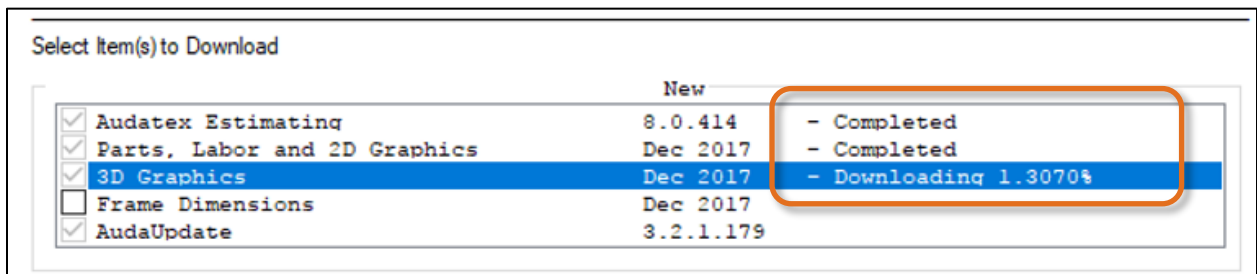 Select Item(s) to Download
New
Audatex Estimating 8.0.414 - Completed
Parts, Labor and 2D Graphics Dec 2017 - Completed
3D Graphics Dec 2017 - Downloading 1.3070%
Frame Dimensions Dec 2017
AudaUpdate 3.2.1.179